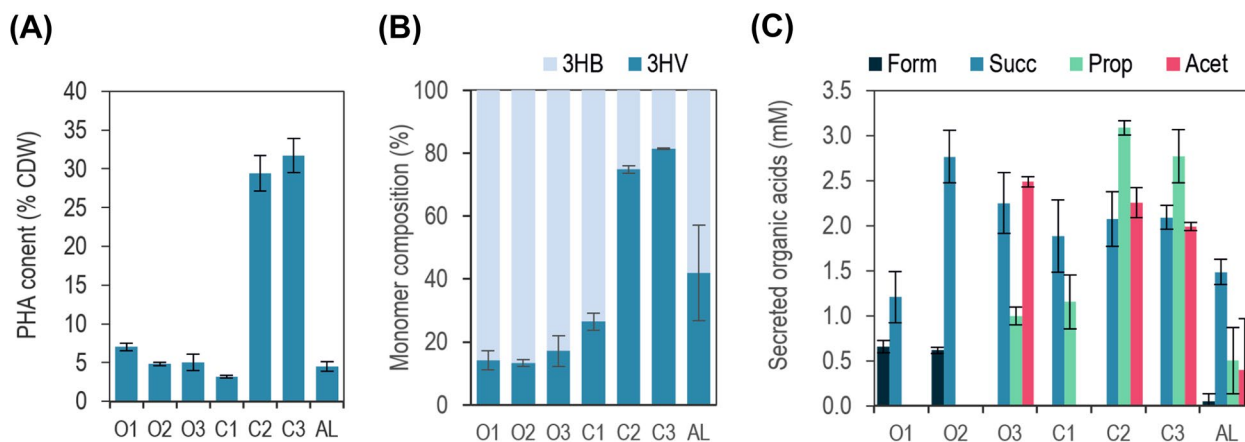 (A)
PHA conent (% CDW)
40
35
30
25
20
15
10
5
0
O1 O2 O3 C1 C2 C3 AL
(B)
3HB 3HV
Monomer composition (%)
100
80
60
40
20
0
O1 O2 O3 C1 C2 C3 AL
(C)
Form Succ Prop Acet
Secreted organic acids (mM)
3.5
3.0
2.5
2.0
1.5
1.0
0.5
0.0
O1 O2 O3 C1 C2 C3 AL